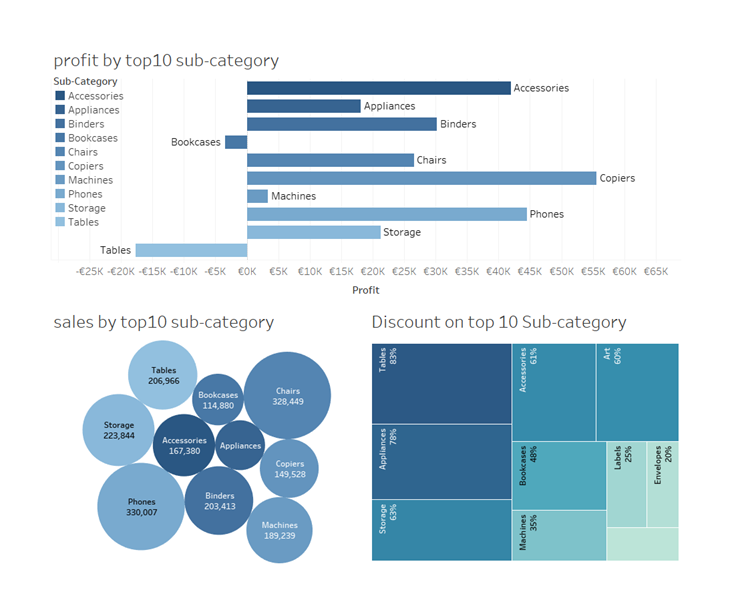 profit by top10 sub-category
Sub-Category
Accessories
Appliances
Binders
Bookcases
Chairs
Copiers
Machines
Phones
Storage
Tables
Accessories
Appliances
Binders
Bookcases
Chairs
Copiers
Machines
Phones
Storage
Tables
-€25K -€20K -€15K -€10K -€5K €0K €5K €10K €15K €20K €25K €30K €35K €40K €45K €50K €55K €60K €65K
Profit
sales by top10 sub-category
Tables
206,966
Bookcases
114,880
Chairs
328,449
Storage
223,844
Accessories
167,380
Appliances
Copiers
149,528
Phones
330,007
Binders
203,413
Machines
189,239
Discount on top 10 Sub-category
Tables
83%
Appliances
78%
Storage
63%
Accessories
61%
Art
60%
Bookcases
48%
Machines
35%
Labels
25%
Envelopes
20%